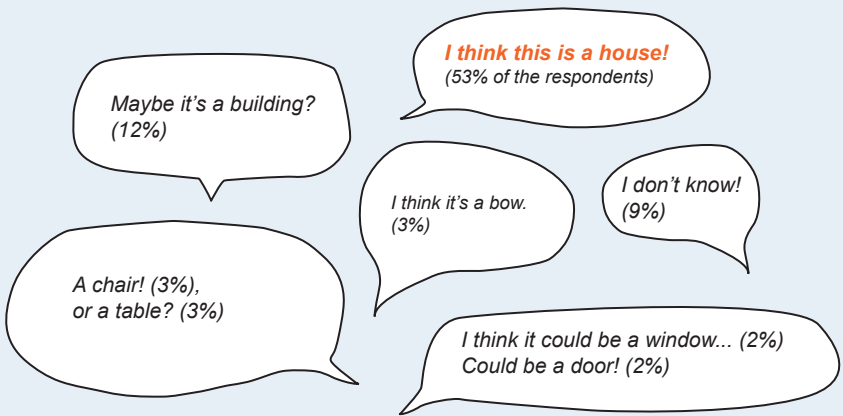 I think this is a house!
(53% of the respondents)
Maybe it's a building?
(12%)
I think it's a bow.
(3%)
I don't know!
(9%)
A chair! (3%),
or a table? (3%)
I think it could be a window... (2%)
Could be a door! (2%)